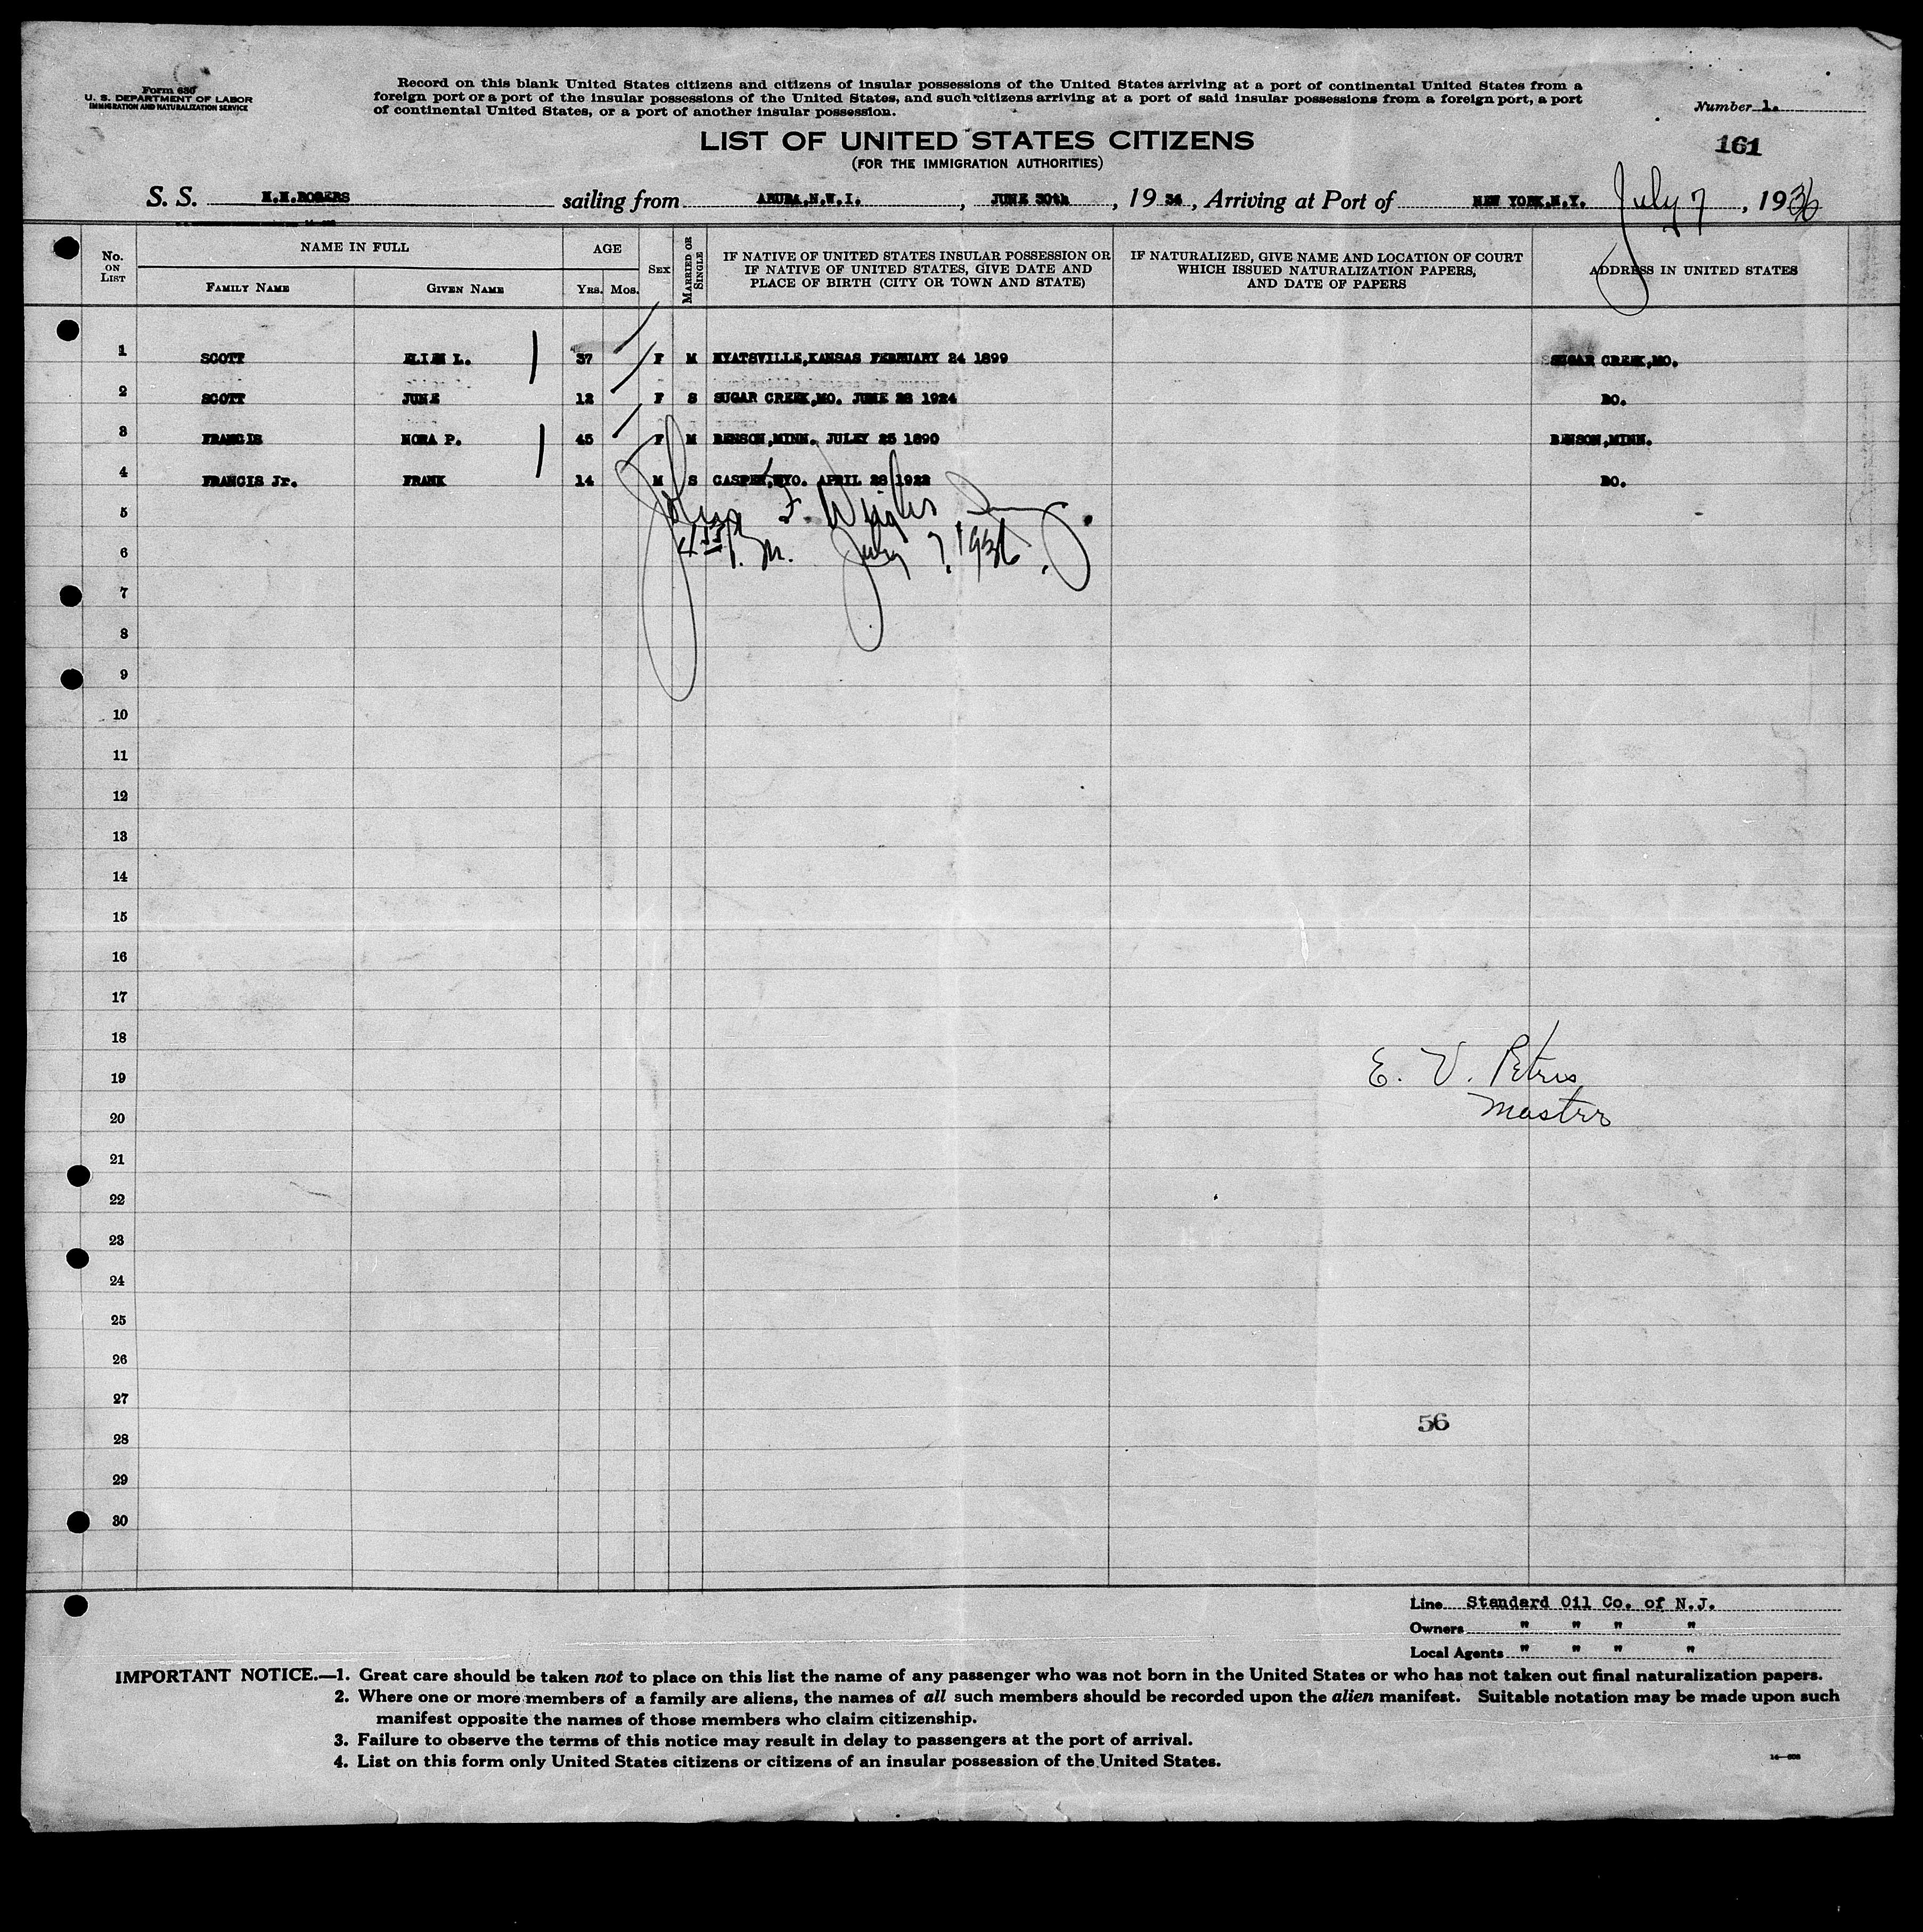 Form 630
U. S. DEPARTMENT OF LABOR
IMMIGRATION AND NATURALIZATION SERVICE
Record on this blank United States citizens and citizens of insular possessions of the United States arriving at a port of continental United States from a
foreign port or a port of the insular possessions of the United States, and such citizens arriving at a port of said insular possessions from a foreign port, a port
of continental United States, or a port of another insular possession.
Number 1.
LIST OF UNITED STATES CITIZENS
(FOR THE IMMIGRATION AUTHORITIES)
161
S. S. H.H.ROGERS sailing from ARUBA,N.W.I. , JUNE 30th , 19 , Arriving at Port of NEW YORK.N.Y. July 7 , 1936
No. ON LIST
NAME IN FULL
FAMILY NAME GIVEN NAME
AGE
YRS. MOS.
SEX
MARRIED OR SINGLE
IF NATIVE OF UNITED STATES INSULAR POSSESSION OR
IF NATIVE OF UNITED STATES, GIVE DATE AND
PLACE OF BIRTH (CITY OR TOWN AND STATE)
IF NATURALIZED, GIVE NAME AND LOCATION OF COURT
WHICH ISSUED NATURALIZATION PAPERS,
AND DATE OF PAPERS
ADDRESS IN UNITED STATES
1 SCOTT L. 37 F M HYATSVILLE,KANSAS FEBRUARY 24 1899 SUGAR CREEK,MO.
2 SCOTT JUNE 12 F S SUGAR CREEK,MO. JUNE 28 1924 DO.
3 FRANCIS NORA P. 45 F M BENSON,MINN. JULEY 25 1890 BENSON,MINN.
4 FRANCIS Jr. FRANK 14 M S CASPER,WYO. APRIL 28 1922 DO.
John F.
P. M. July 7, 1936
5
6
7
8
9
10
11
12
13
14
15
16
17
18
19
20
E. V. Petres
Master
21
22
23
24
25
26
27
28
56
29
30
Line Standard Oil Co. of N.J.
Owners " " " "
Local Agents " " " "
IMPORTANT NOTICE.—1. Great care should be taken not to place on this list the name of any passenger who was not born in the United States or who has not taken out final naturalization papers.
2. Where one or more members of a family are aliens, the names of all such members should be recorded upon the alien manifest. Suitable notation may be made upon such
manifest opposite the names of those members who claim citizenship.
3. Failure to observe the terms of this notice may result in delay to passengers at the port of arrival.
4. List on this form only United States citizens or citizens of an insular possession of the United States.